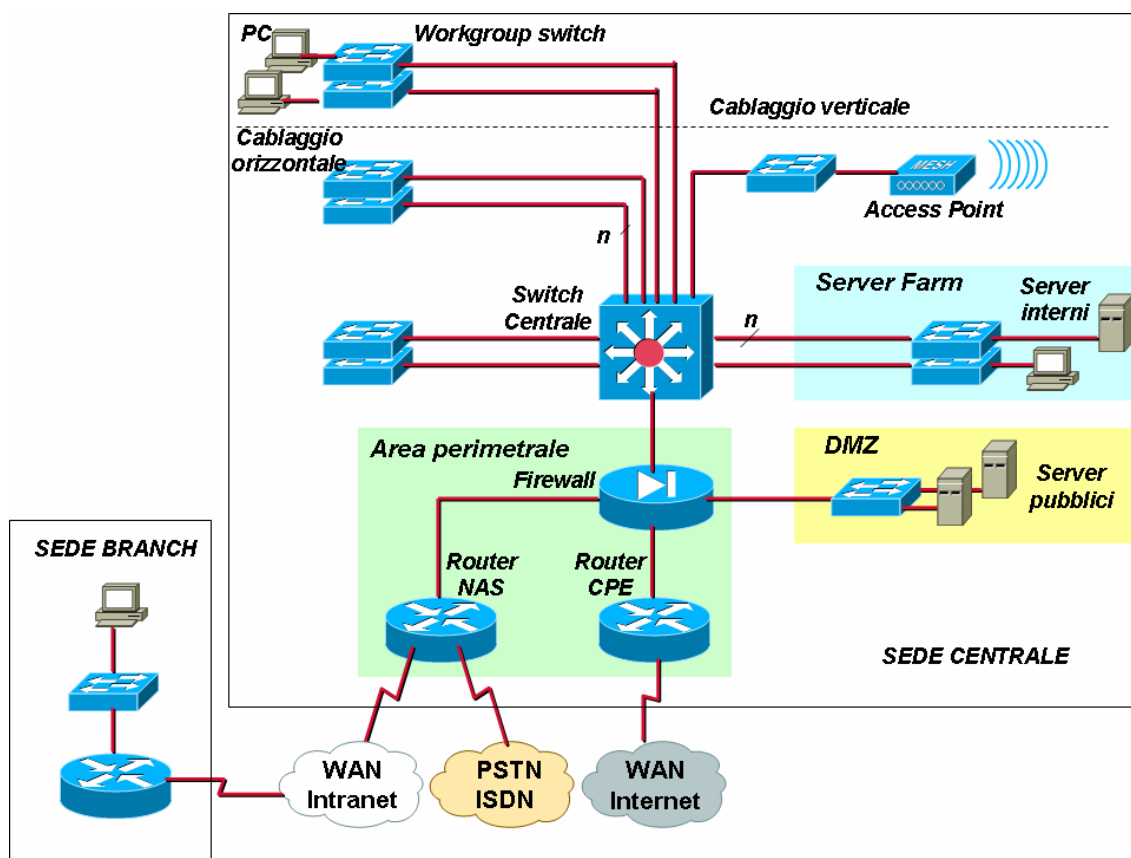 PC
Workgroup switch
Cablaggio verticale
Cablaggio
orizzontale
MESH
Access Point
n
Switch
Centrale
n
Server Farm
Server
interni
Area perimetrale
Firewall
DMZ
Server
pubblici
SEDE BRANCH
Router
NAS
Router
CPE
SEDE CENTRALE
WAN
Intranet
PSTN
ISDN
WAN
Internet